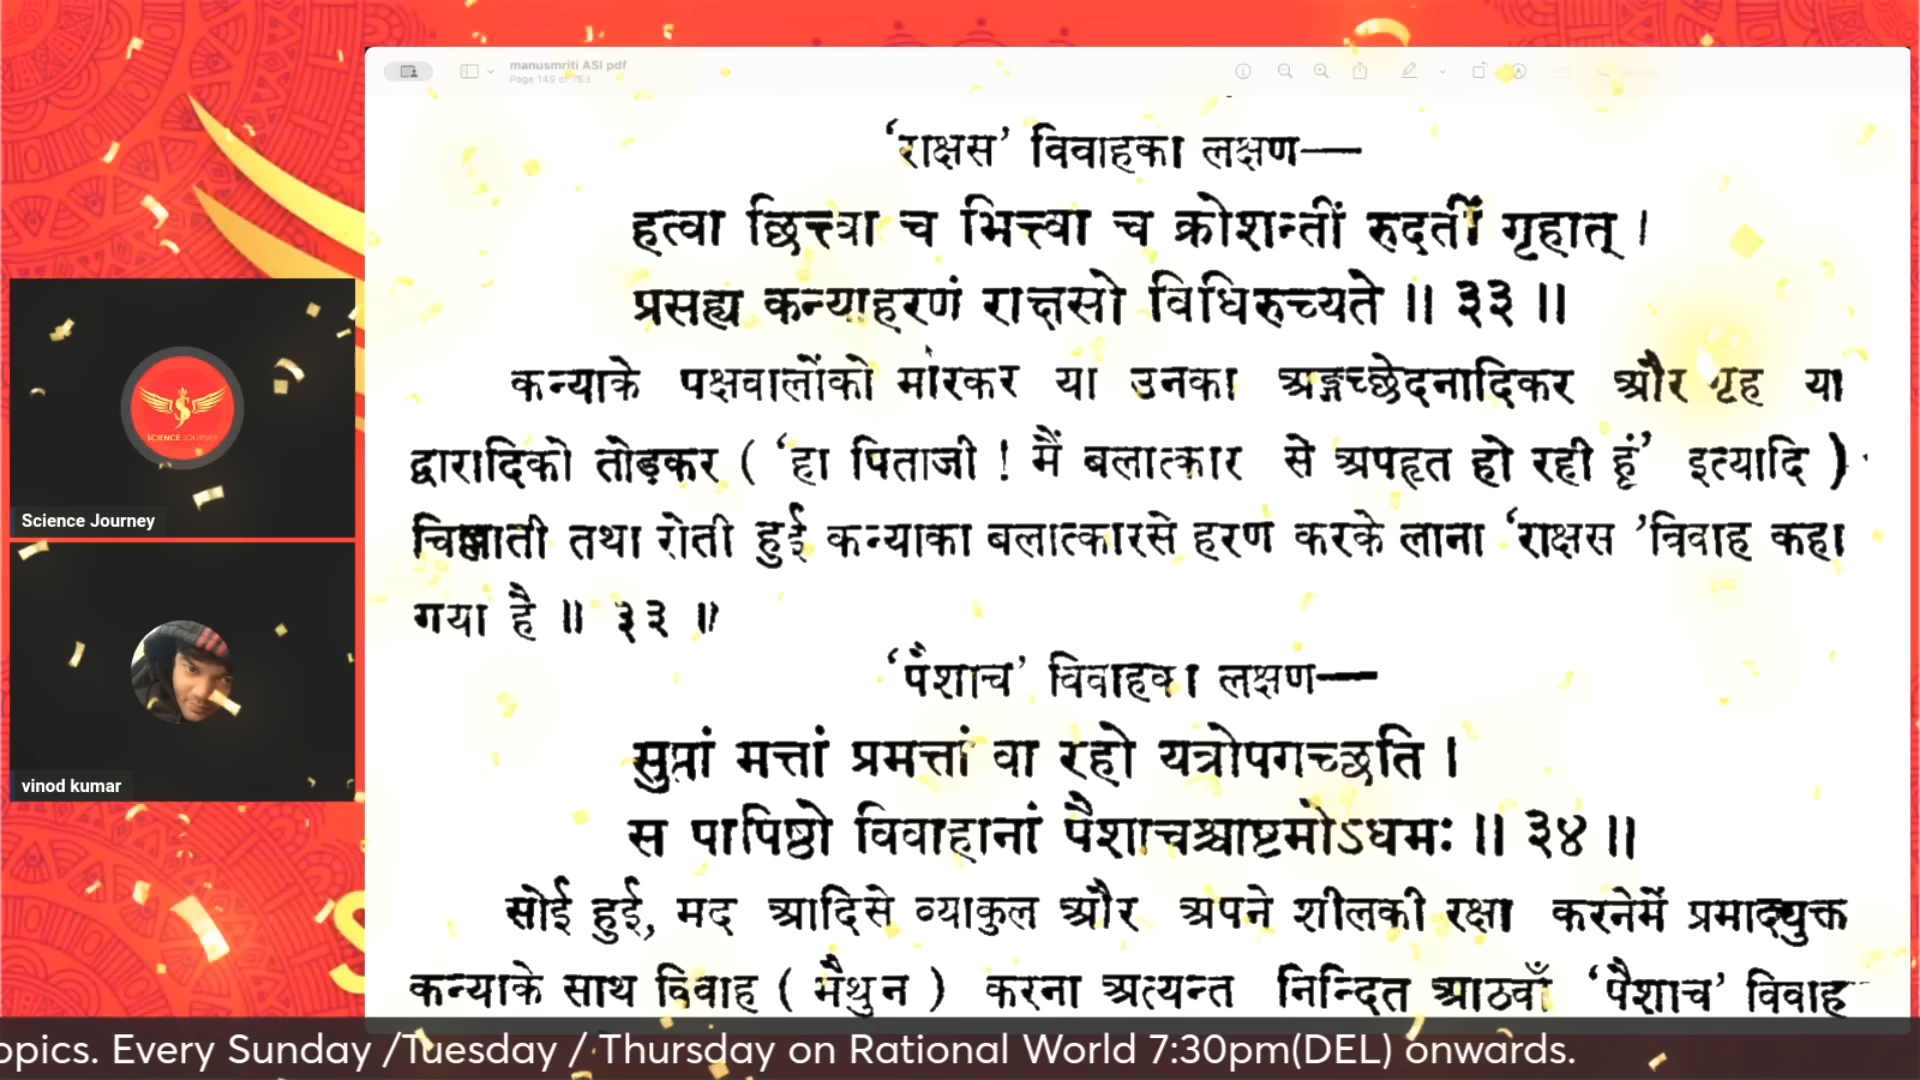 manusmriti ASI pdf
Page 149 of 763
‘राक्षस’ विवाहका लक्षण—
हत्वा छित्त्वा च भित्त्वा च क्रोशन्तीं रुदतीं गृहात् ।
प्रसह्य कन्याहरणं राक्षसो विधिरुच्यते ॥ ३३ ॥
कन्याके पक्षवालोंको मारकर या उनका अङ्गच्छेदनादिकर और गृह या
द्वारादिको तोड़कर ( ‘हा पिताजी ! मैं बलात्कार से अपहृत हो रही हूं’ इत्यादि )
चिल्लाती तथा रोती हुई कन्याका बलात्कारसे हरण करके लाना ‘राक्षस ’विवाह कहा
गया है ॥ ३३ ॥
‘पैशाच’ विवाहका लक्षण—
सुप्तां मत्तां प्रमत्तां वा रहो यत्रोपगच्छति ।
स पापिष्ठो विवाहानां पैशाचश्चाष्टमोऽधमः ॥ ३४ ॥
सोई हुई, मद आदिसे व्याकुल और अपने शीलकी रक्षा करनेमें प्रमादयुक्त
कन्याके साथ विवाह ( मैथुन ) करना अत्यन्त निन्दित आठवाँ ‘पैशाच’ विवाह
SCIENCE JOURNEY
Science Journey
vinod kumar
opics. Every Sunday /Tuesday / Thursday on Rational World 7:30pm(DEL) onwards.